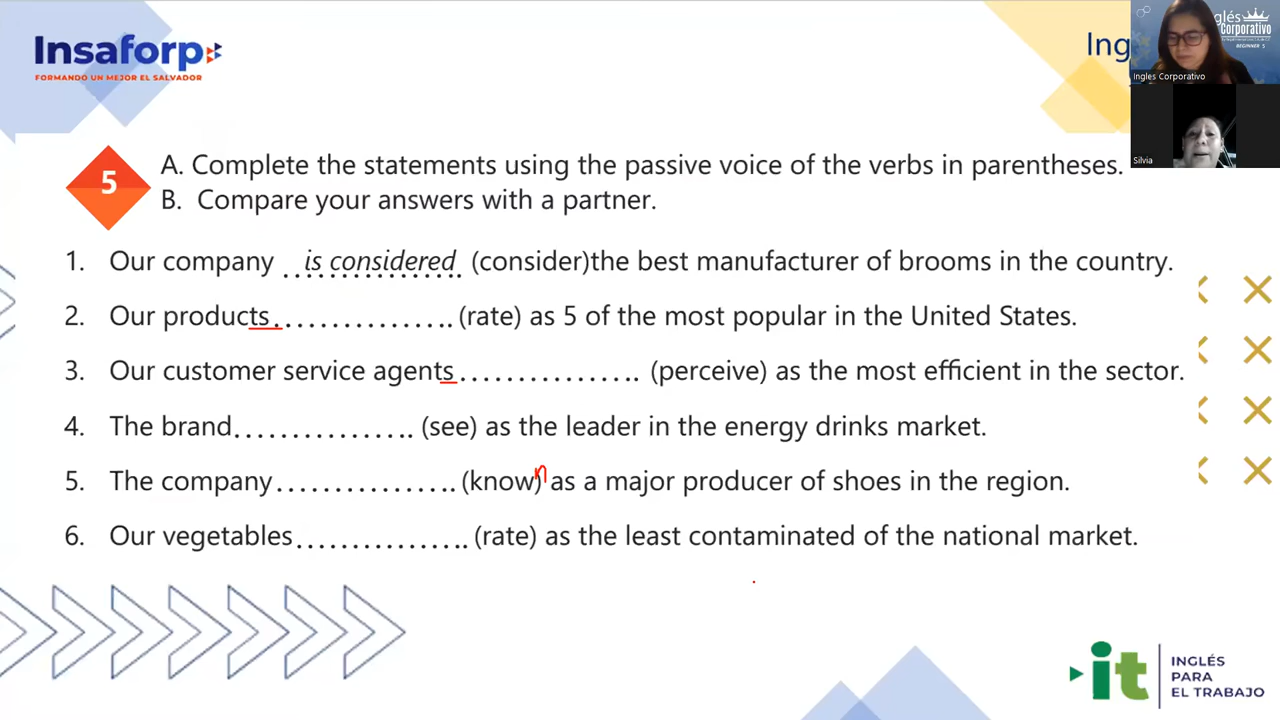 Insaforp
FORMANDO UN MEJOR EL SALVADOR
Ing
glés
Corporativo
BEGINNER 5
Ingles Corporativo
Silvia
5
A. Complete the statements using the passive voice of the verbs in parentheses.
B. Compare your answers with a partner.
1. Our company ..is considered. (consider)the best manufacturer of brooms in the country.
2. Our products................ (rate) as 5 of the most popular in the United States.
3. Our customer service agents................. (perceive) as the most efficient in the sector.
4. The brand................. (see) as the leader in the energy drinks market.
5. The company................. (know)n as a major producer of shoes in the region.
6. Our vegetables................ (rate) as the least contaminated of the national market.
it
INGLÉS
PARA
EL TRABAJO